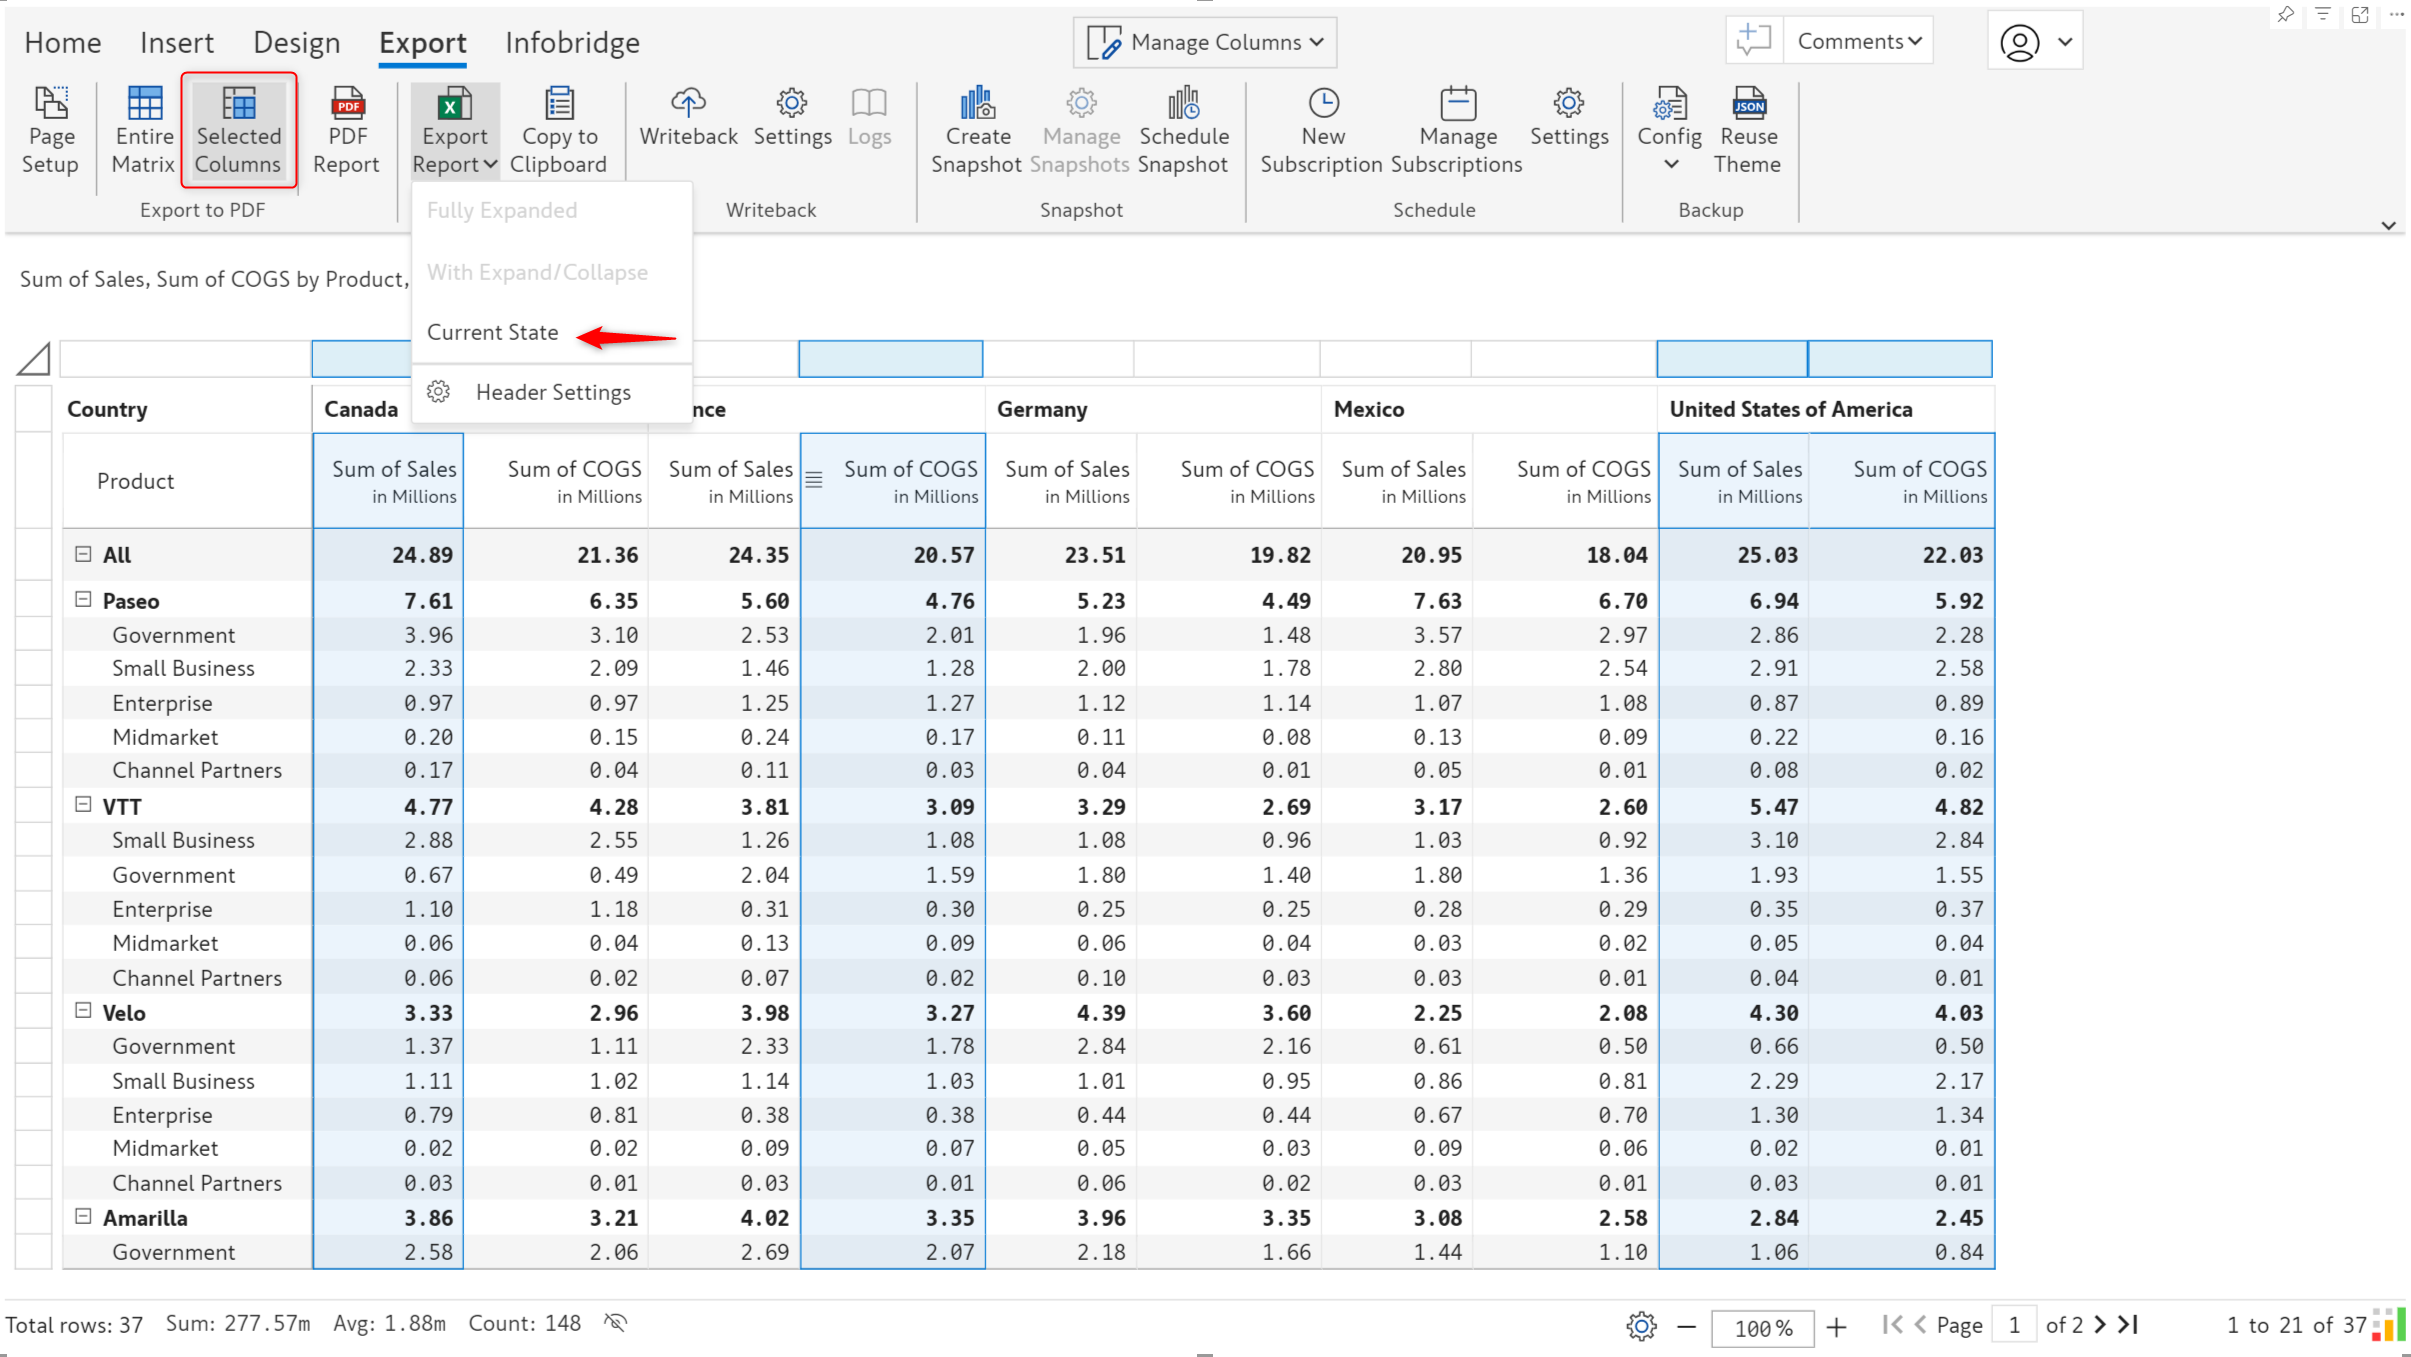 Home Insert Design Export Infobridge Manage Columns Comments
Page Setup
Entire Matrix
Selected Columns
PDF
PDF Report
Export to PDF
X
Export Report
Copy to Clipboard
Writeback
Settings
Logs
Writeback
Create Snapshot
Manage Snapshots
Schedule Snapshot
Snapshot
New Subscription
Manage Subscriptions
Settings
Schedule
Config
JSON
Reuse Theme
Backup
Fully Expanded
With Expand/Collapse
Current State
Header Settings
Sum of Sales, Sum of COGS by Product,
Country Canada nce Germany Mexico United States of America
Product
Sum of Sales Sum of COGS Sum of Sales Sum of COGS Sum of Sales Sum of COGS Sum of Sales Sum of COGS Sum of Sales Sum of COGS
in Millions in Millions in Millions in Millions in Millions in Millions in Millions in Millions in Millions in Millions
All 24.89 21.36 24.35 20.57 23.51 19.82 20.95 18.04 25.03 22.03
Paseo 7.61 6.35 5.60 4.76 5.23 4.49 7.63 6.70 6.94 5.92
Government 3.96 3.10 2.53 2.01 1.96 1.48 3.57 2.97 2.86 2.28
Small Business 2.33 2.09 1.46 1.28 2.00 1.78 2.80 2.54 2.91 2.58
Enterprise 0.97 0.97 1.25 1.27 1.12 1.14 1.07 1.08 0.87 0.89
Midmarket 0.20 0.15 0.24 0.17 0.11 0.08 0.13 0.09 0.22 0.16
Channel Partners 0.17 0.04 0.11 0.03 0.04 0.01 0.05 0.01 0.08 0.02
VTT 4.77 4.28 3.81 3.09 3.29 2.69 3.17 2.60 5.47 4.82
Small Business 2.88 2.55 1.26 1.08 1.08 0.96 1.03 0.92 3.10 2.84
Government 0.67 0.49 2.04 1.59 1.80 1.40 1.80 1.36 1.93 1.55
Enterprise 1.10 1.18 0.31 0.30 0.25 0.25 0.28 0.29 0.35 0.37
Midmarket 0.06 0.04 0.13 0.09 0.06 0.04 0.03 0.02 0.05 0.04
Channel Partners 0.06 0.02 0.07 0.02 0.10 0.03 0.03 0.01 0.04 0.01
Velo 3.33 2.96 3.98 3.27 4.39 3.60 2.25 2.08 4.30 4.03
Government 1.37 1.11 2.33 1.78 2.84 2.16 0.61 0.50 0.66 0.50
Small Business 1.11 1.02 1.14 1.03 1.01 0.95 0.86 0.81 2.29 2.17
Enterprise 0.79 0.81 0.38 0.38 0.44 0.44 0.67 0.70 1.30 1.34
Midmarket 0.02 0.02 0.09 0.07 0.05 0.03 0.09 0.06 0.02 0.01
Channel Partners 0.03 0.01 0.03 0.01 0.06 0.02 0.03 0.01 0.03 0.01
Amarilla 3.86 3.21 4.02 3.35 3.96 3.35 3.08 2.58 2.84 2.45
Government 2.58 2.06 2.69 2.07 2.18 1.66 1.44 1.10 1.06 0.84
Total rows: 37 Sum: 277.57m Avg: 1.88m Count: 148 100% Page 1 of 2 1 to 21 of 37